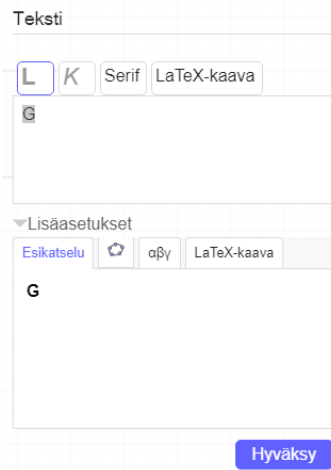 Teksti
L K Serif LaTeX-kaava
G
Lisäasetukset
Esikatselu αβγ LaTeX-kaava
G
Hyväksy